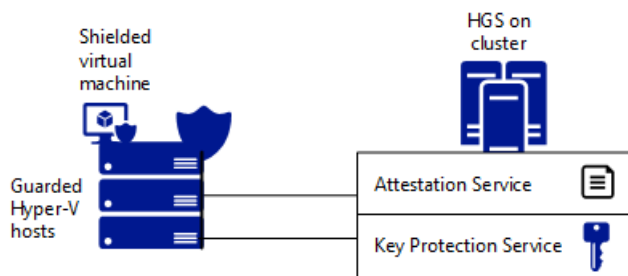 Shielded
virtual
machine
HGS on
cluster
Guarded
Hyper-V
hosts
Attestation Service
Key Protection Service